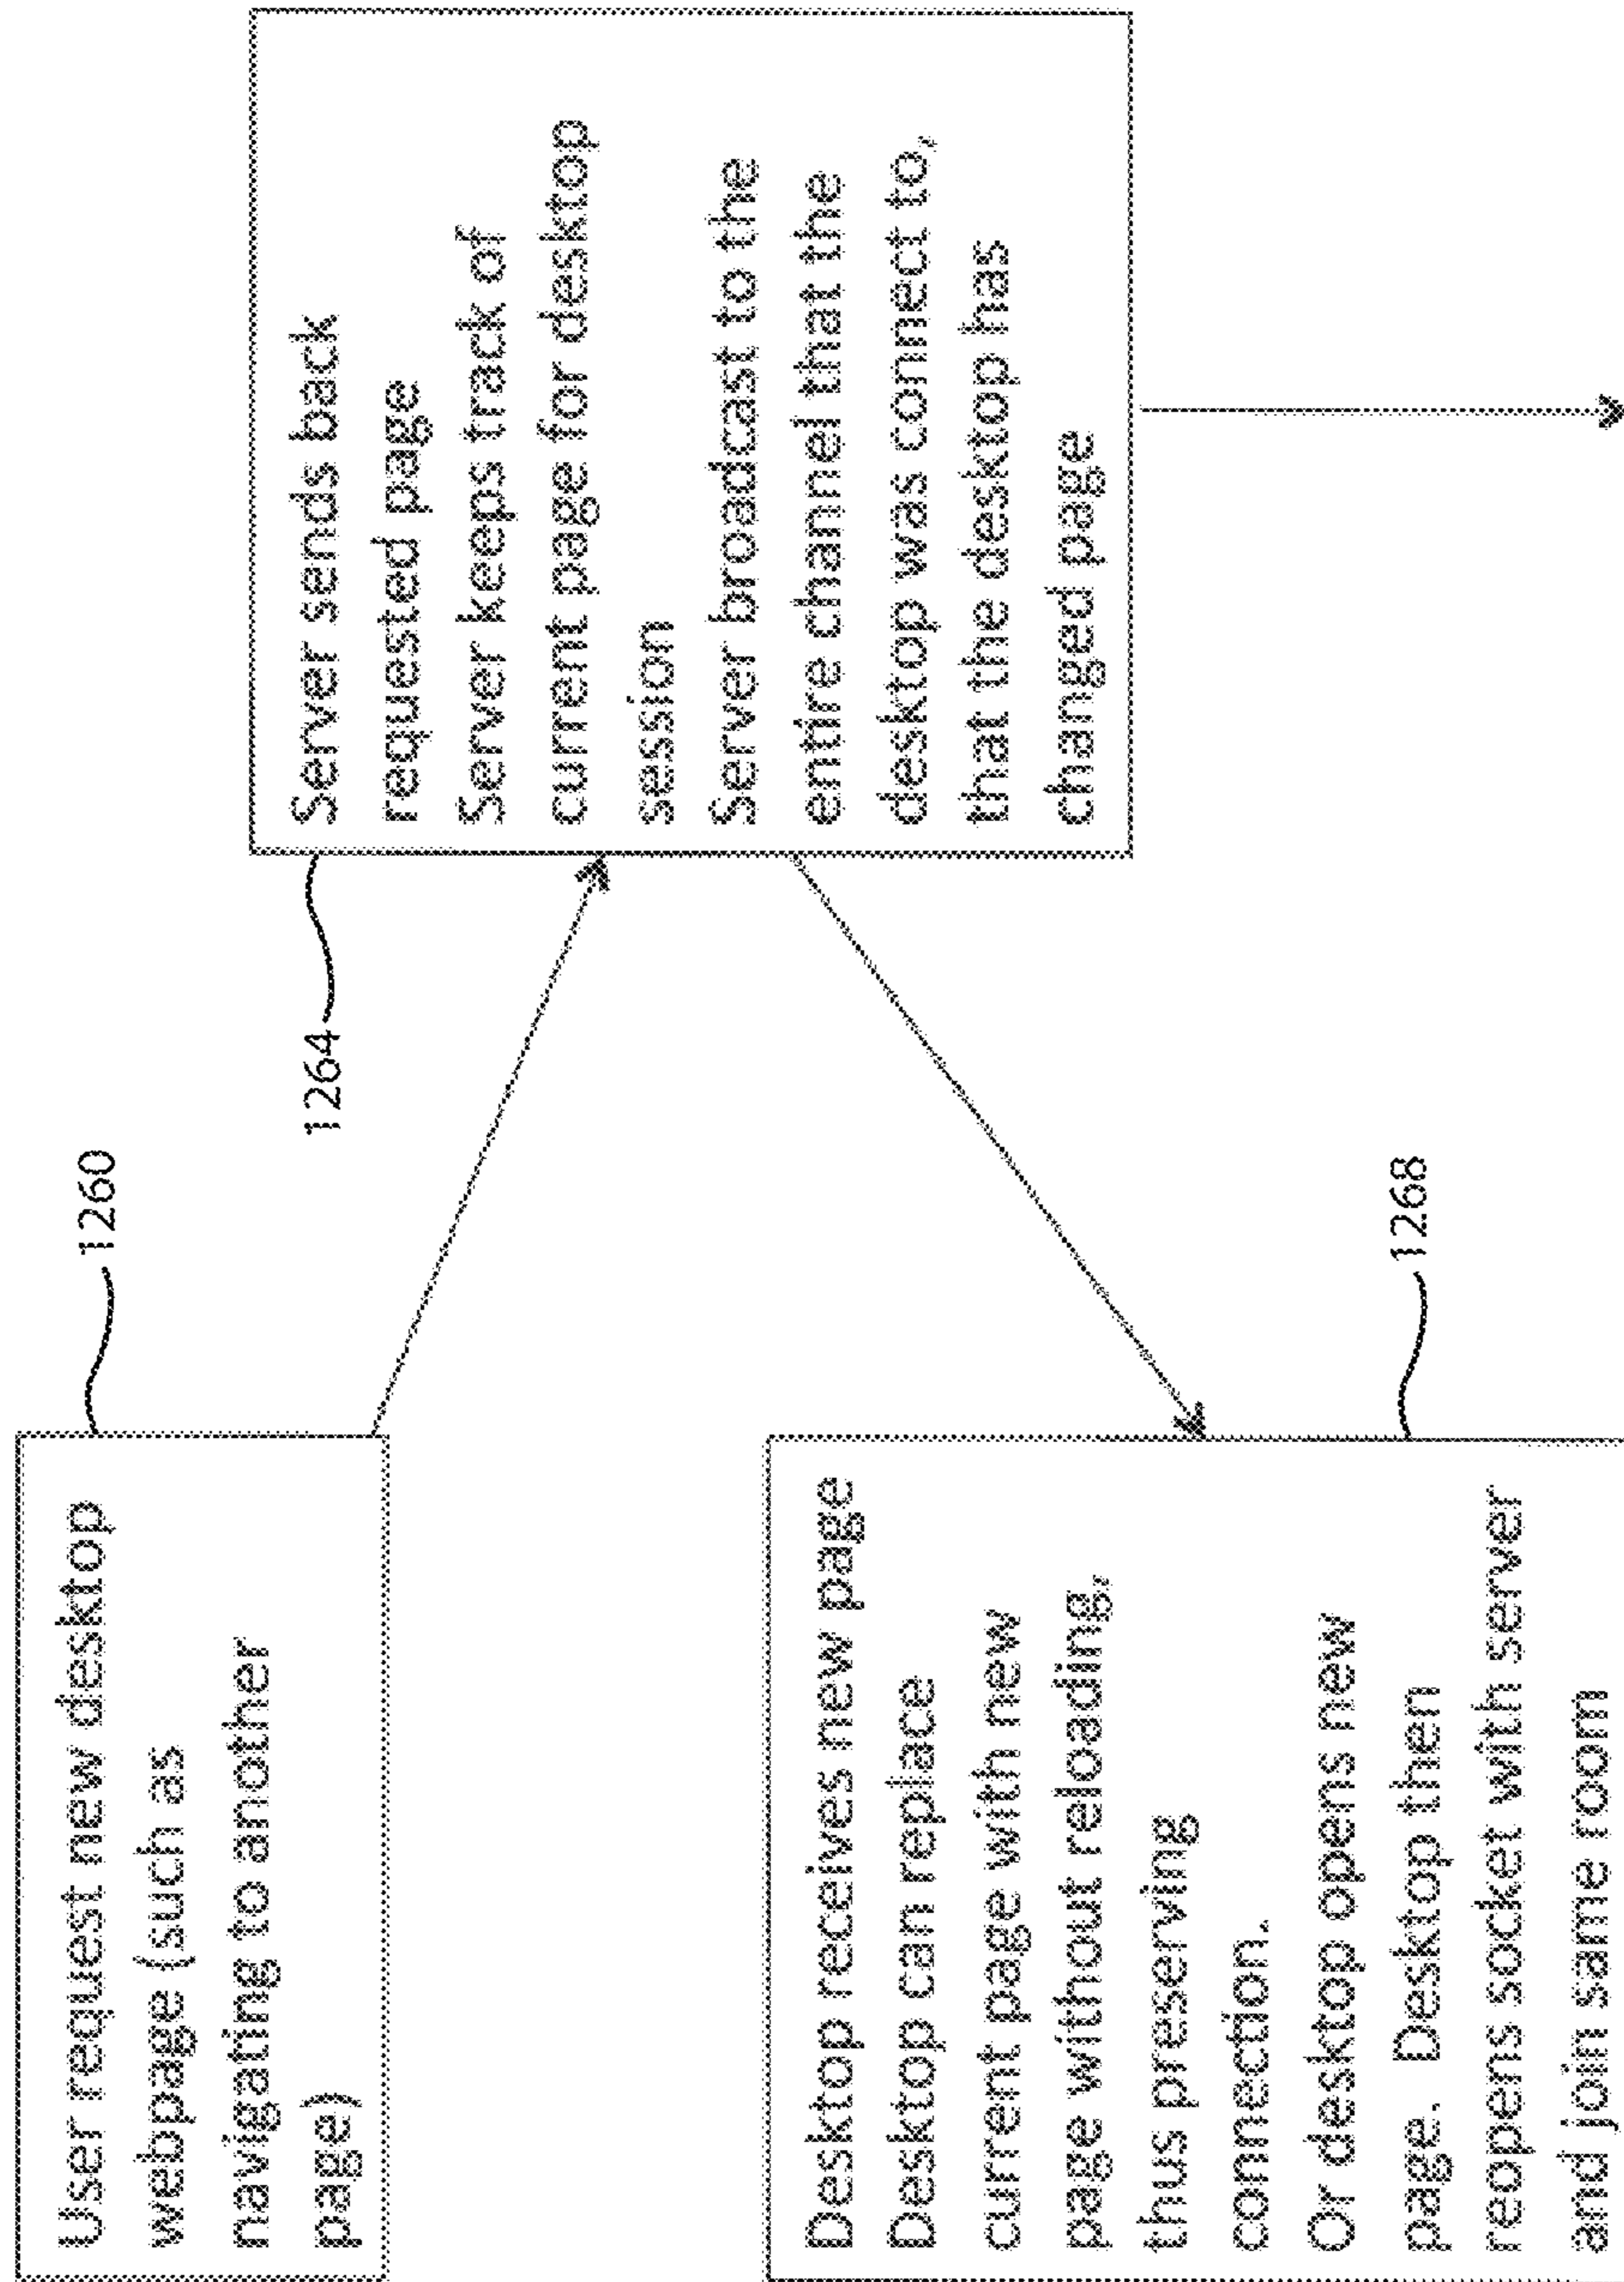 User request new desktop
webpage (such as
navigating to another
page)
1260
1264
Server sends back
requested page
Server keeps track of
current page for desktop
session
Server broadcast to the
entire channel that the
desktop was connect to,
that the desktop has
changed page
Desktop receives new page
Desktop can replace
current page with new
page without reloading,
thus preserving
connection.
Or desktop opens new
page. Desktop then
reopens socket with server
and join same room
1268